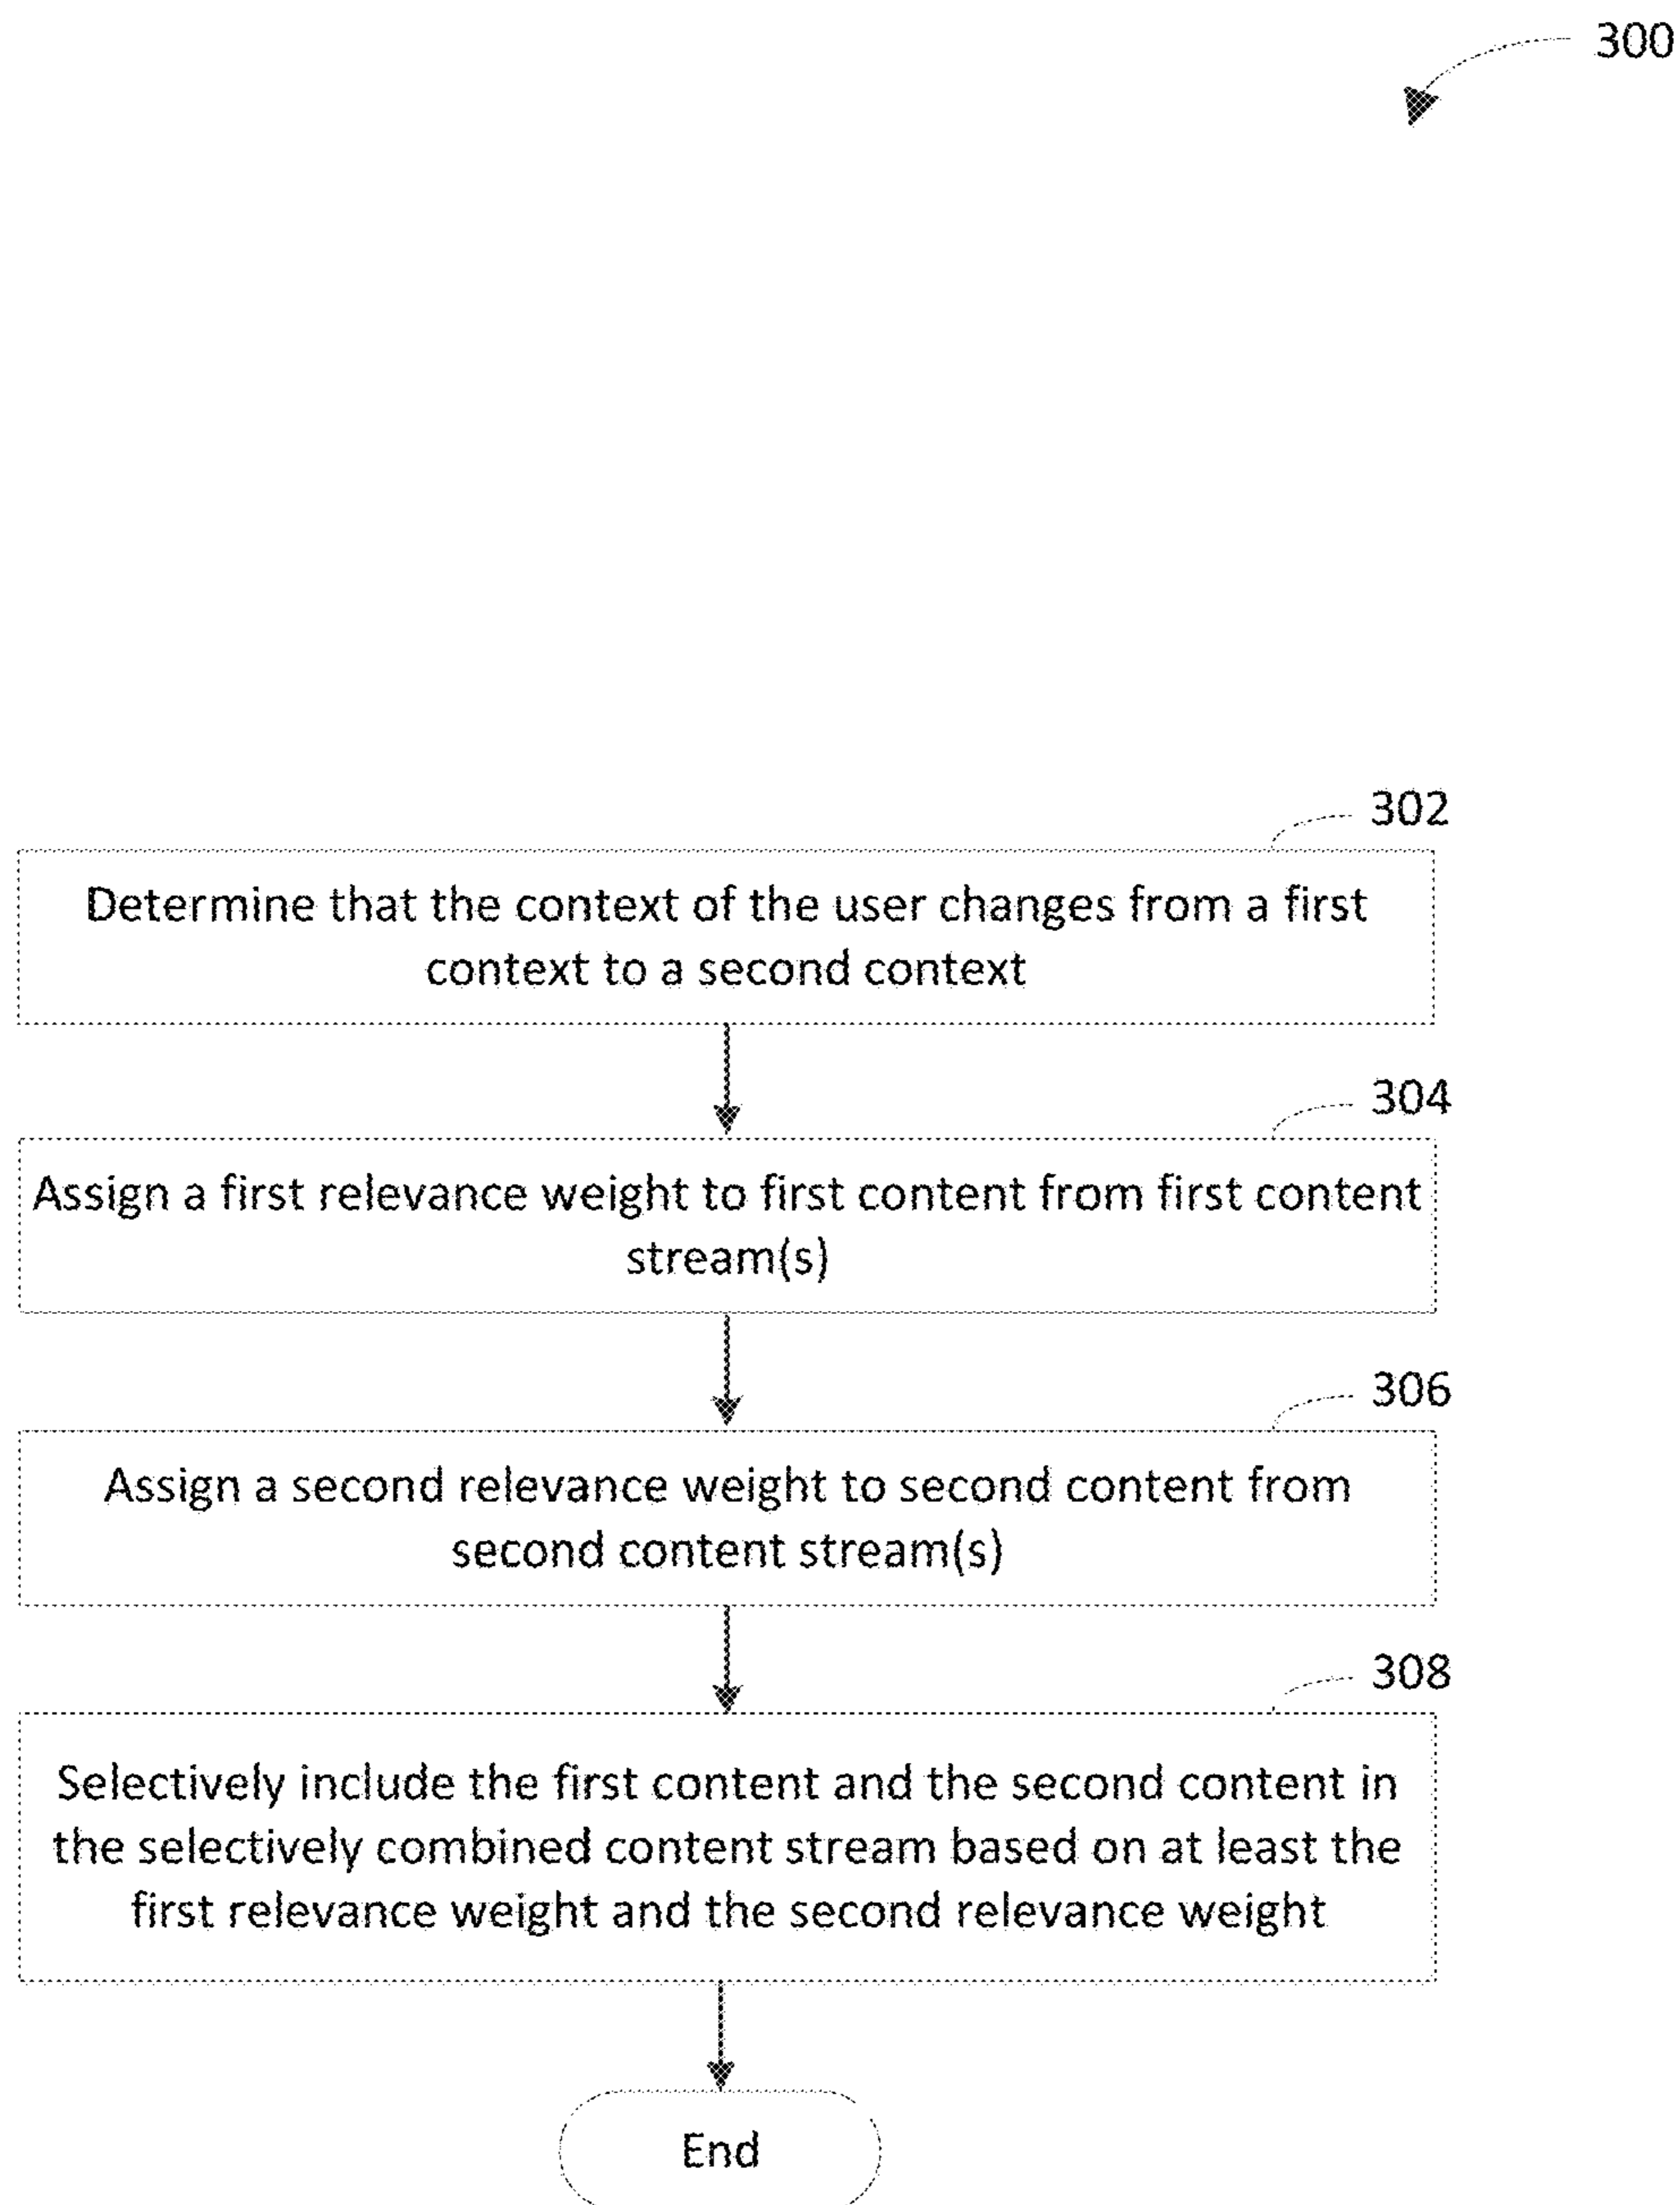 300
302
Determine that the context of the user changes from a first
context to a second context
304
Assign a first relevance weight to first content from first content
stream(s)
306
Assign a second relevance weight to second content from
second content stream(s)
308
Selectively include the first content and the second content in
the selectively combined content stream based on at least the
first relevance weight and the second relevance weight
End